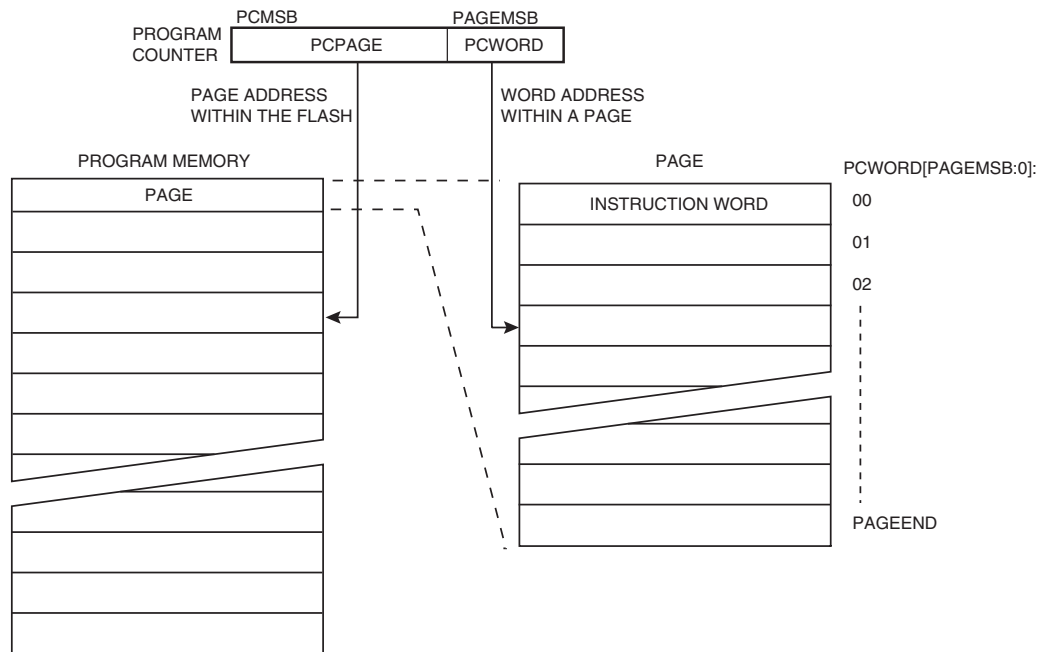 PCMSB
PAGEMSB
PROGRAM
COUNTER
PCPAGE
PCWORD
PAGE ADDRESS
WITHIN THE FLASH
WORD ADDRESS
WITHIN A PAGE
PROGRAM MEMORY
PAGE
PAGE
INSTRUCTION WORD
PCWORD[PAGEMSB:0]:
00
01
02
PAGEEND